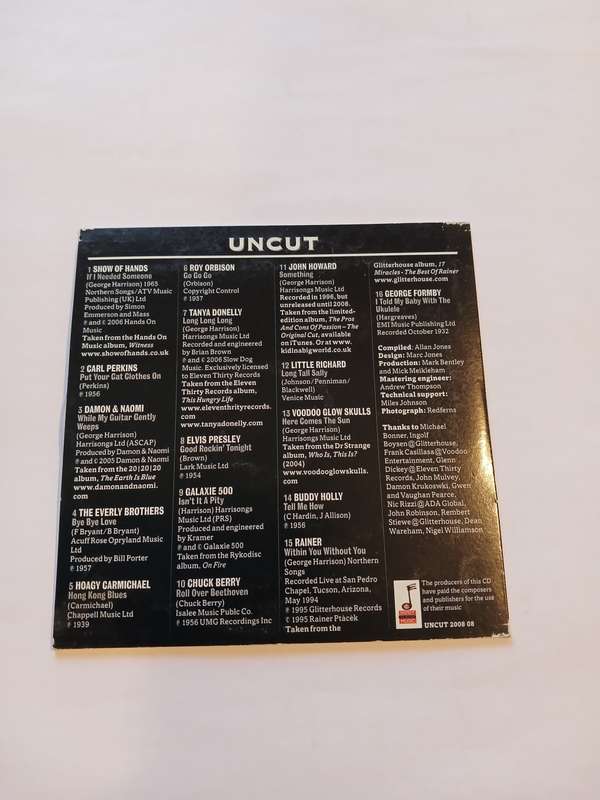 UNCUT
1 SHOW OF HANDS
If I Needed Someone
(George Harrison) 1965
Northern Songs/ATV Music
Publishing (UK) Ltd
Produced by Simon
Emmerson and Mass
℗ and © 2006 Hands On
Music
Taken from the Hands On
Music album, Witness
www.showofhands.co.uk
2 CARL PERKINS
Put Your Cat Clothes On
(Perkins)
℗ 1956
3 DAMON & NAOMI
While My Guitar Gently
Weeps
(George Harrison)
Harrisongs Ltd (ASCAP)
Produced by Damon & Naomi
℗ and © 2005 Damon & Naomi
Taken from the 20|20|20
album, The Earth Is Blue
www.damonandnaomi.
com
4 THE EVERLY BROTHERS
Bye Bye Love
(F Bryant/B Bryant)
Acuff Rose Opryland Music
Ltd
Produced by Bill Porter
℗ 1957
5 HOAGY CARMICHAEL
Hong Kong Blues
(Carmichael)
Chappell Music Ltd
℗ 1939
6 ROY ORBISON
Go Go Go
(Orbison)
Copyright Control
℗ 1957
7 TANYA DONELLY
Long Long Long
(George Harrison)
Harrisongs Music Ltd
Recorded and engineered
by Brian Brown
℗ and © 2006 Slow Dog
Music. Exclusively licensed
to Eleven Thirty Records
Taken from the Eleven
Thirty Records album,
This Hungry Life
www.eleventhrityrecords.
com
www.tanyadonelly.com
8 ELVIS PRESLEY
Good Rockin' Tonight
(Brown)
Lark Music Ltd
℗ 1954
9 GALAXIE 500
Isn't It A Pity
(Harrison) Harrisongs
Music Ltd (PRS)
Produced and engineered
by Kramer
℗ and © Galaxie 500
Taken from the Rykodisc
album, On Fire
10 CHUCK BERRY
Roll Over Beethoven
(Chuck Berry)
Isalee Music Public Co.
℗ 1956 UMG Recordings Inc
11 JOHN HOWARD
Something
(George Harrison)
Harrisongs Music Ltd
Recorded in 1996, but
unreleased until 2008.
Taken from the limited-
edition album, The Pros
And Cons Of Passion – The
Original Cut, available
on iTunes. Or at www.
kidinabigworld.co.uk
12 LITTLE RICHARD
Long Tall Sally
(Johnson/Penniman/
Blackwell)
Venice Music
13 VOODOO GLOW SKULLS
Here Comes The Sun
(George Harrison)
Harrisongs Music Ltd
Taken from the Dr Strange
album, Who Is, This Is?
(2004)
www.voodooglowskulls.
com
14 BUDDY HOLLY
Tell Me How
(C Hardin, J Allison)
℗ 1956
15 RAINER
Within You Without You
(George Harrison) Northern
Songs
Recorded Live at San Pedro
Chapel, Tucson, Arizona,
May 1994
℗ 1995 Glitterhouse Records
© 1995 Rainer Ptácek
Taken from the
Glitterhouse album, 17
Miracles - The Best Of Rainer
www.glitterhouse.com
16 GEORGE FORMBY
I Told My Baby With The
Ukulele
(Hargreaves)
EMI Music Publishing Ltd
Recorded October 1932
Compiled: Allan Jones
Design: Marc Jones
Production: Mark Bentley
and Mick Meikleham
Mastering engineer:
Andrew Thompson
Technical support:
Miles Johnson
Photograph: Redferns
Thanks to Michael
Bonner, Ingolf
Boysen@Glitterhouse,
Frank Casillass@Voodoo
Entertainment, Glenn
Dickey@Eleven Thirty
Records, John Mulvey,
Damon Krukoswki, Gwen
and Vaughan Pearce,
Nic Rizzi@ADA Global,
John Robinson, Rembert
Stiewe@Glitterhouse, Dean
Wareham, Nigel Williamson
The producers of this CD
have paid the composers
and publishers for the use
of their music
MUSIC
UNCUT 2008 08